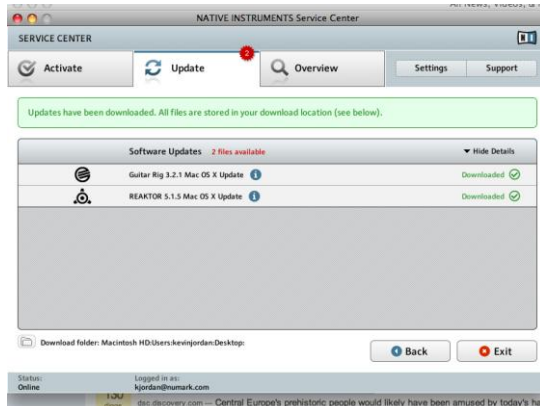 NATIVE INSTRUMENTS Service Center
SERVICE CENTER
Activate
Update
2
Overview
Settings
Support
Updates have been downloaded. All files are stored in your download location (see below).
Software Updates 2 files available
Hide Details
Guitar Rig 3.2.1 Mac OS X Update
Downloaded
REAKTOR 5.1.5 Mac OS X Update
Downloaded
Download folder: Macintosh HD:Users:kevinjordan:Desktop:
Back
Exit
Status:
Online
Logged in as:
kjordan@numark.com
130
dsc.discovery.com — Central Europe's prehistoric people would likely have been amused by today's ha